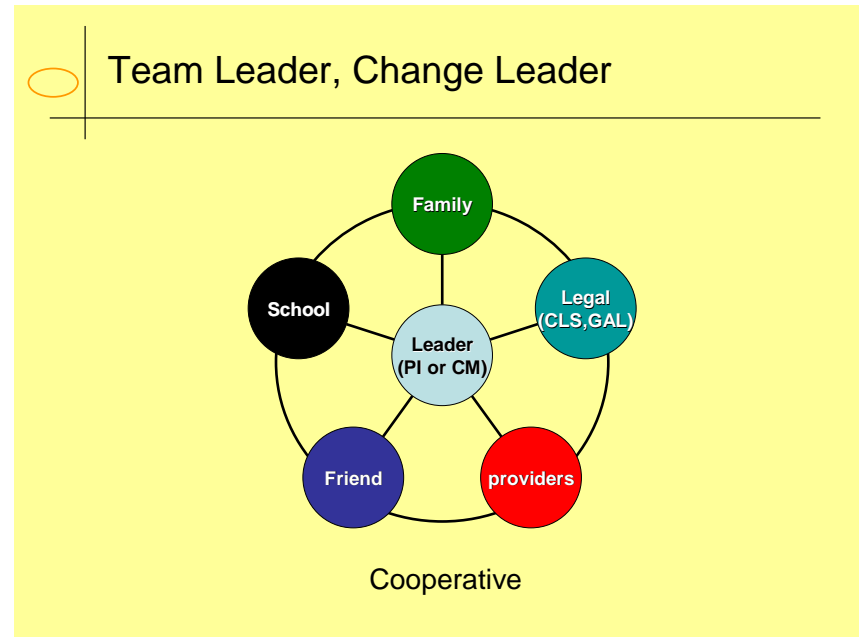 Team Leader, Change Leader
Family
School
Legal
(CLS,GAL)
Leader
(PI or CM)
Friend
providers
Cooperative